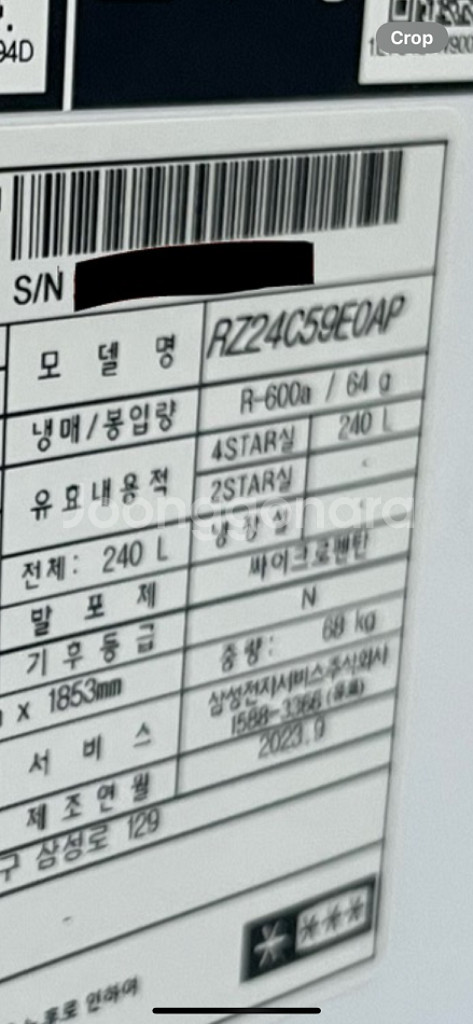 94D
Crop
S/N
모 델 명 RZ24C59E0AP
냉매/봉입량 R-600a / 64 g
유효내용적 4STAR실 240 L
2STAR실 -
냉장실
Joonggonara
전체: 240 L
발 포 제 싸이크로펜탄
기후등급 N
x 1853mm 중량: 68 kg
서 비 스 삼성전자서비스주식회사
1588-3366
제조연월 2023.9
구 삼성로 129
-
인하여